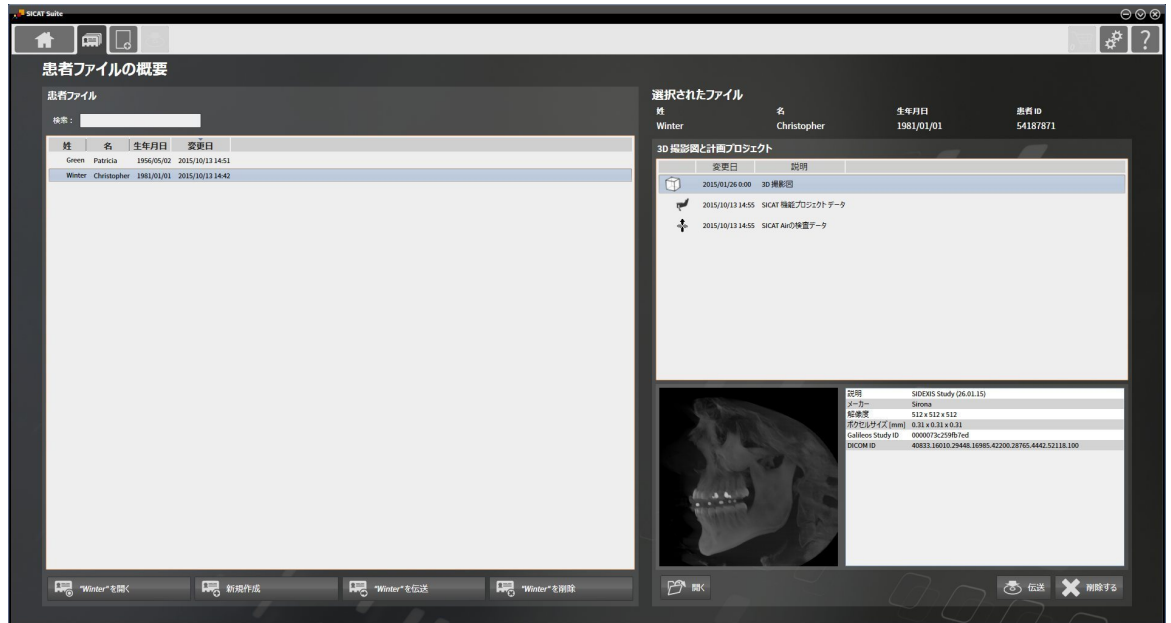 SICAT Suite
患者ファイルの概要
患者ファイル
検索：
姓 名 生年月日 変更日
Green Patricia 1956/05/02 2015/10/13 14:51
Winter Christopher 1981/01/01 2015/10/13 14:42
"Winter"を開く 新規作成 "Winter"を伝送 "Winter"を削除
選択されたファイル
姓 名 生年月日 患者 ID
Winter Christopher 1981/01/01 54187871
3D 撮影図と計画プロジェクト
変更日 説明
2015/01/26 0:00 3D 撮影図
2015/10/13 14:55 SICAT 機能プロジェクト データ
2015/10/13 14:55 SICAT Airの検査データ
説明 SIDEXIS Study (26.01.15)
メーカー Sirona
解像度 512 x 512 x 512
ボクセルサイズ [mm] 0.31 x 0.31 x 0.31
Galileos Study ID 0000073c259fb7ed
DICOM ID 40833.16010.29448.16985.42200.28765.4442.52118.100
開く 伝送 削除する